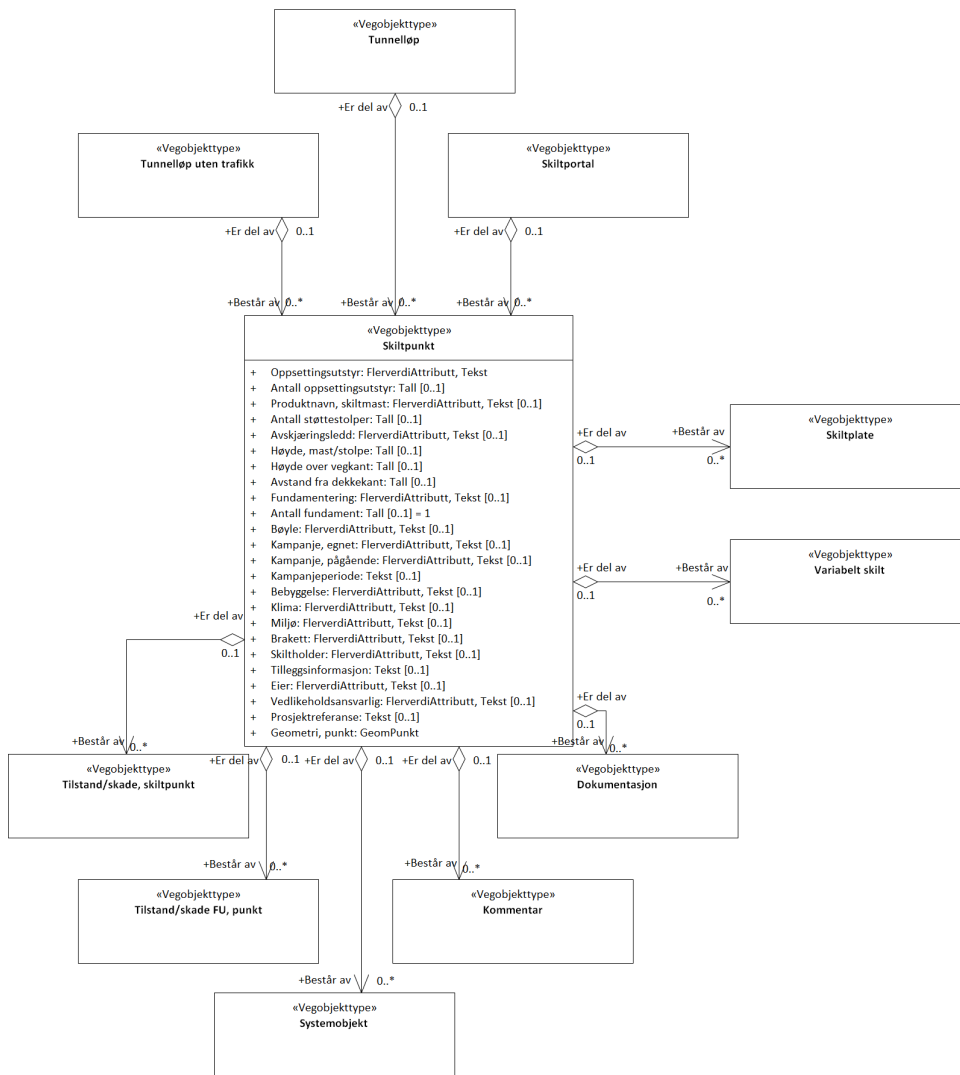 «Vegobjekttype»
Tunnelløp
+Er del av 0..1
«Vegobjekttype»
Tunnelløp uten trafikk
«Vegobjekttype»
Skiltportal
+Er del av 0..1
+Er del av 0..1
+Består av 0..*
+Består av 0..*
+Består av 0..*
«Vegobjekttype»
Skiltpunkt
+ Oppsettingsutstyr: FlerverdiAttributt, Tekst
+ Antall oppsettingsutstyr: Tall [0..1]
+ Produktnavn, skiltmast: FlerverdiAttributt, Tekst [0..1]
+ Antall støttestolper: Tall [0..1]
+ Avskjæringsledd: FlerverdiAttributt, Tekst [0..1]
+ Høyde, mast/stolpe: Tall [0..1]
+ Høyde over vegkant: Tall [0..1]
+ Avstand fra dekkekant: Tall [0..1]
+ Fundamentering: FlerverdiAttributt, Tekst [0..1]
+ Antall fundament: Tall [0..1] = 1
+ Bøyle: FlerverdiAttributt, Tekst [0..1]
+ Kampanje, egnet: FlerverdiAttributt, Tekst [0..1]
+ Kampanje, pågående: FlerverdiAttributt, Tekst [0..1]
+ Kampanjeperiode: Tekst [0..1]
+ Bebyggelse: FlerverdiAttributt, Tekst [0..1]
+ Klima: FlerverdiAttributt, Tekst [0..1]
+ Miljø: FlerverdiAttributt, Tekst [0..1]
+ Brakett: FlerverdiAttributt, Tekst [0..1]
+ Skiltholder: FlerverdiAttributt, Tekst [0..1]
+ Tilleggsinformasjon: Tekst [0..1]
+ Eier: FlerverdiAttributt, Tekst [0..1]
+ Vedlikeholdsansvarlig: FlerverdiAttributt, Tekst [0..1]
+ Prosjektreferanse: Tekst [0..1]
+ Geometri, punkt: GeomPunkt
+Er del av
0..1
+Består av
0..*
«Vegobjekttype»
Skiltplate
+Er del av
0..1
+Består av
0..*
«Vegobjekttype»
Variabelt skilt
+Er del av
0..1
+Består av 0..*
«Vegobjekttype»
Tilstand/skade, skiltpunkt
+Er del av
0..1
+Består av 0..*
«Vegobjekttype»
Dokumentasjon
+Er del av 0..1
+Er del av 0..1
+Er del av 0..1
+Består av 0..*
«Vegobjekttype»
Tilstand/skade FU, punkt
+Består av 0..*
«Vegobjekttype»
Kommentar
+Består av 0..*
«Vegobjekttype»
Systemobjekt